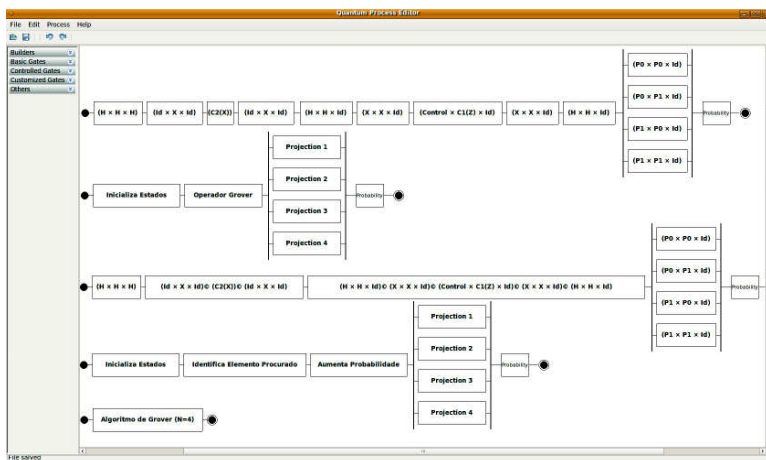 Quantum Process Editor
File Edit Process Help
Builders
Basic Gates
Controlled Gates
Customized Gates
Others
(H × H × H) (Id × X × Id) (C2(X)) (Id × X × Id) (H × H × Id) (X × X × Id) (Control × C1(Z) × Id) (X × X × Id) (H × H × Id) Probability
(P0 × P0 × Id)
(P0 × P1 × Id)
(P1 × P0 × Id)
(P1 × P1 × Id)
Inicializa Estados Operador Grover Probability
Projection 1
Projection 2
Projection 3
Projection 4
(H × H × H) (Id × X × Id)© (C2(X))© (Id × X × Id) (H × H × Id)© (X × X × Id)© (Control × C1(Z) × Id)© (X × X × Id)© (H × H × Id) Probability
(P0 × P0 × Id)
(P0 × P1 × Id)
(P1 × P0 × Id)
(P1 × P1 × Id)
Inicializa Estados Identifica Elemento Procurado Aumenta Probabilidade Probability
Projection 1
Projection 2
Projection 3
Projection 4
Algoritmo de Grover (N=4)
File salved